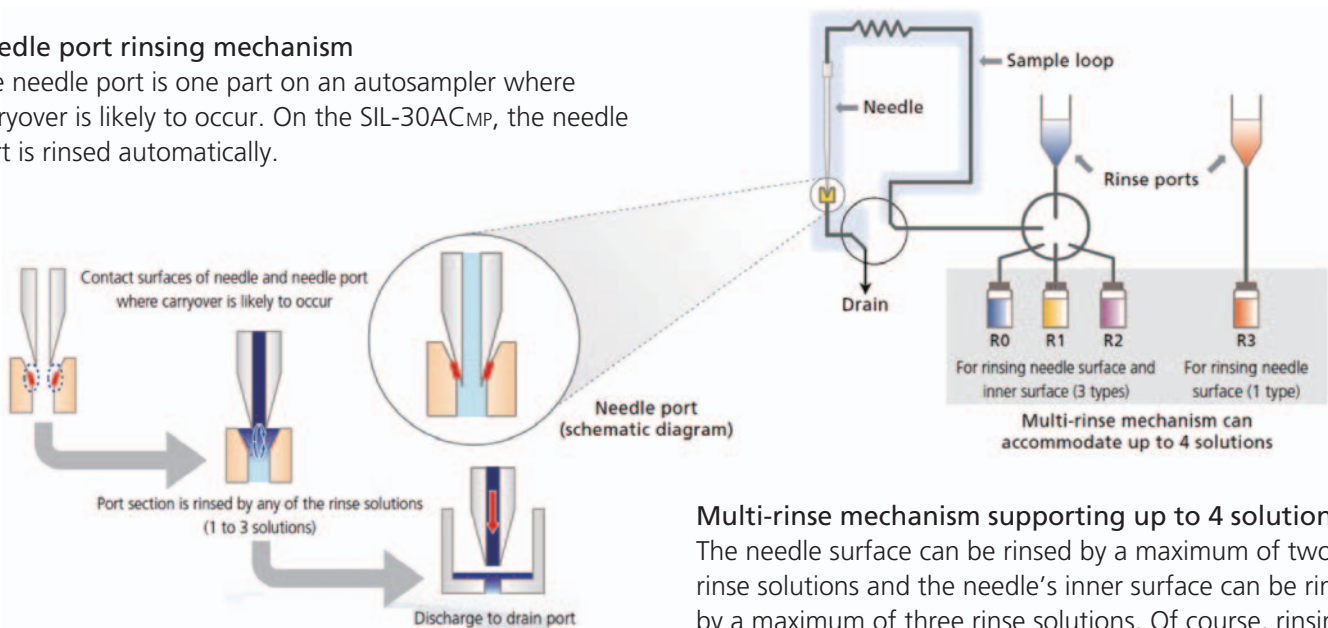 edle port rinsing mechanism
e needle port is one part on an autosampler where
ryover is likely to occur. On the SIL-30ACMP, the needle
rt is rinsed automatically.
Contact surfaces of needle and needle port
where carryover is likely to occur
Port section is rinsed by any of the rinse solutions
(1 to 3 solutions)
Discharge to drain port
Needle port
(schematic diagram)
Sample loop
Needle
Rinse ports
Drain
R0 R1 R2 R3
For rinsing needle surface and
inner surface (3 types)
For rinsing needle
surface (1 type)
Multi-rinse mechanism can
accommodate up to 4 solutions
Multi-rinse mechanism supporting up to 4 solution
The needle surface can be rinsed by a maximum of two
rinse solutions and the needle's inner surface can be rin
by a maximum of three rinse solutions. Of course, rinsin